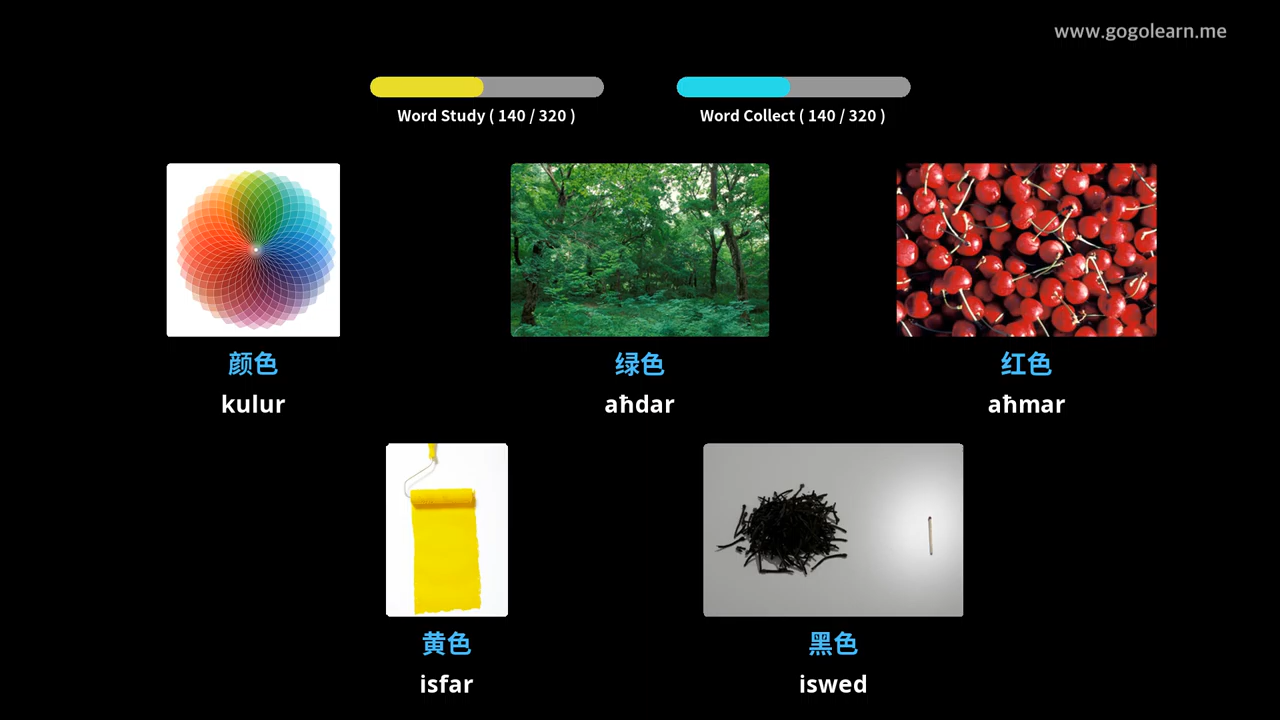 www.gogolearn.me
Word Study ( 140 / 320 )
Word Collect ( 140 / 320 )
颜色
绿色
红色
kulur
aħdar
aħmar
黄色
黑色
isfar
iswed